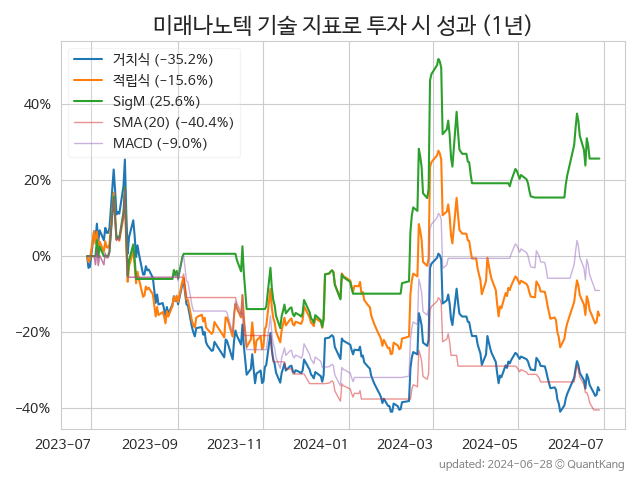 미래나노텍 기술 지표로 투자 시 성과 (1년)
거치식 (−35.2%)
적립식 (−15.6%)
SigM (25.6%)
SMA(20) (−40.4%)
MACD (−9.0%)
40%
20%
0%
−20%
−40%
2023-07 2023-09 2023-11 2024-01 2024-03 2024-05 2024-07
updated: 2024-06-28 © QuantKang